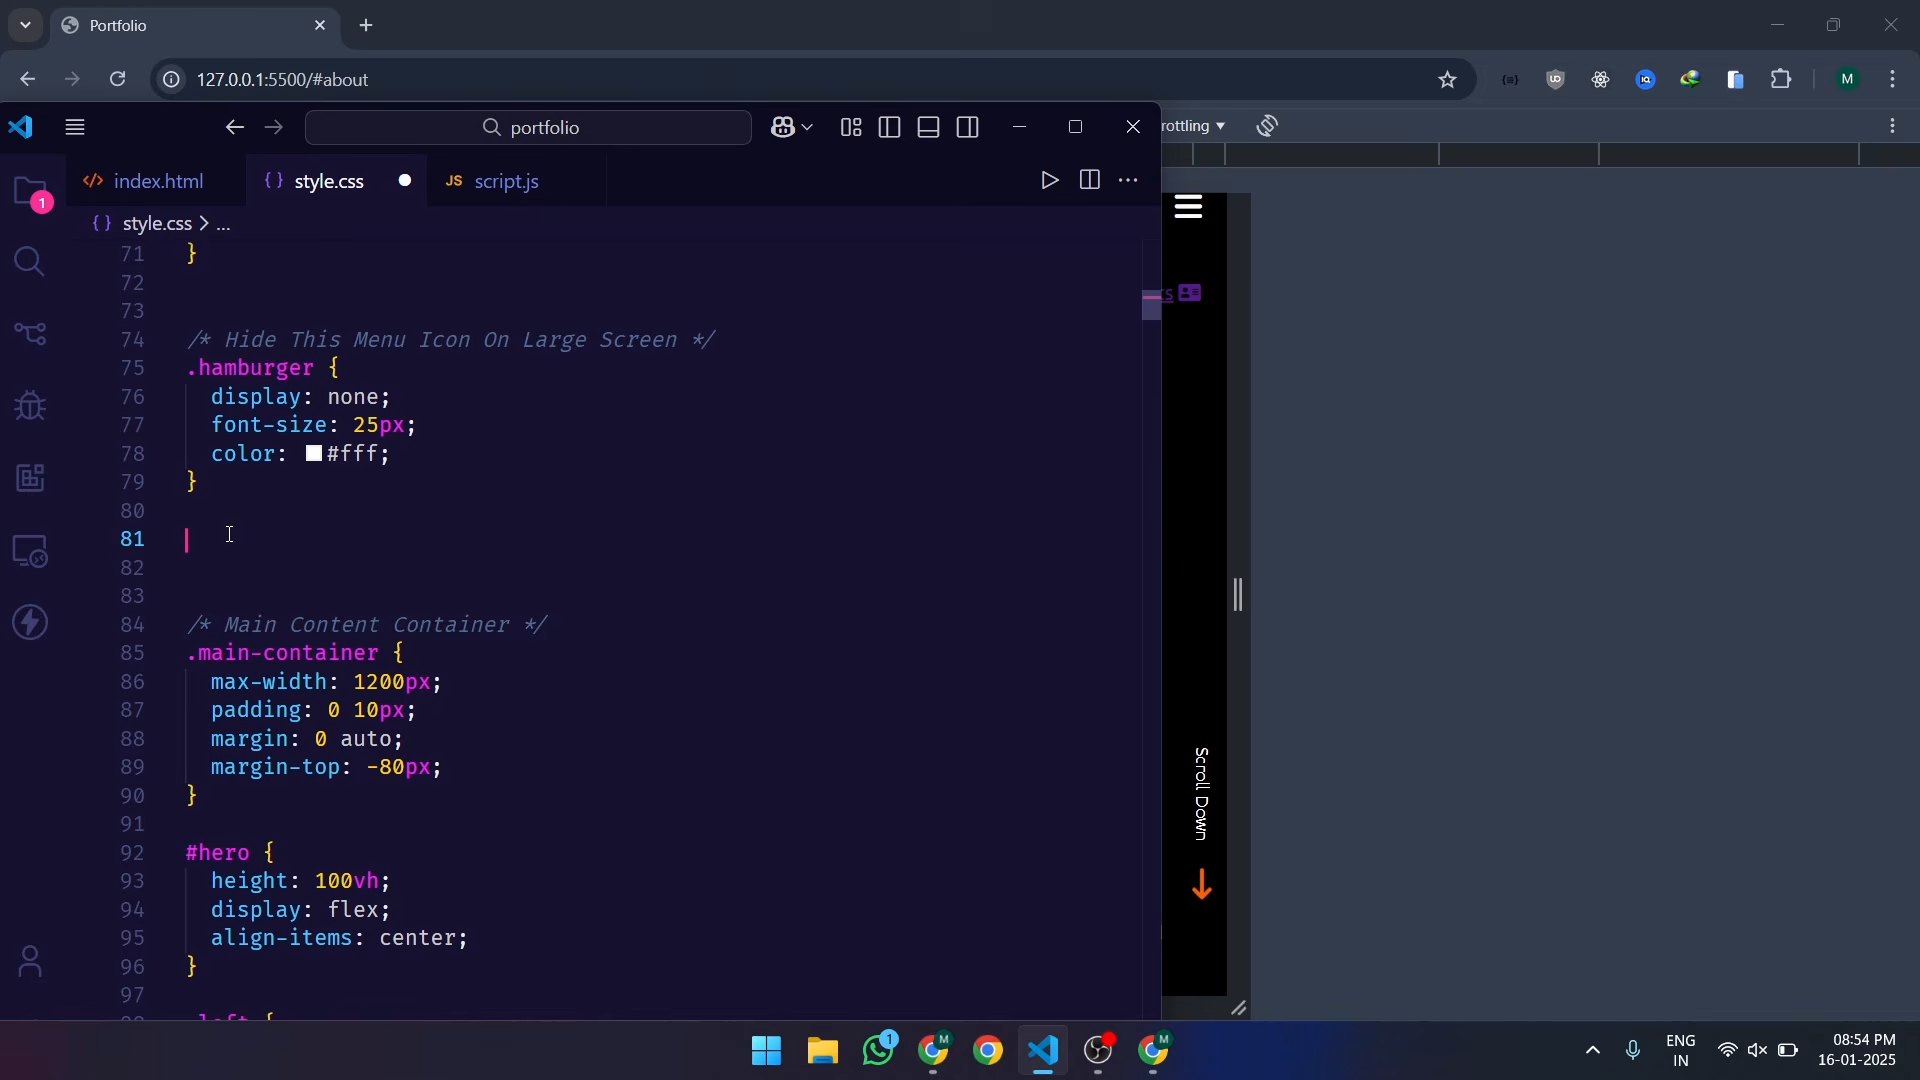 Portfolio
127.0.0.1:5500/#about
M
portfolio
rottling
index.html
{ } style.css
JS script.js
1
{ } style.css > ...
71 }
72
73
74 /* Hide This Menu Icon On Large Screen */
75 .hamburger {
76 display: none;
77 font-size: 25px;
78 color: #fff;
79 }
80
81
82
83
84 /* Main Content Container */
85 .main-container {
86 max-width: 1200px;
87 padding: 0 10px;
88 margin: 0 auto;
89 margin-top: -80px;
90 }
91
92 #hero {
93 height: 100vh;
94 display: flex;
95 align-items: center;
96 }
97
Scroll Down
1
M
M
ENG
IN
08:54 PM
16-01-2025